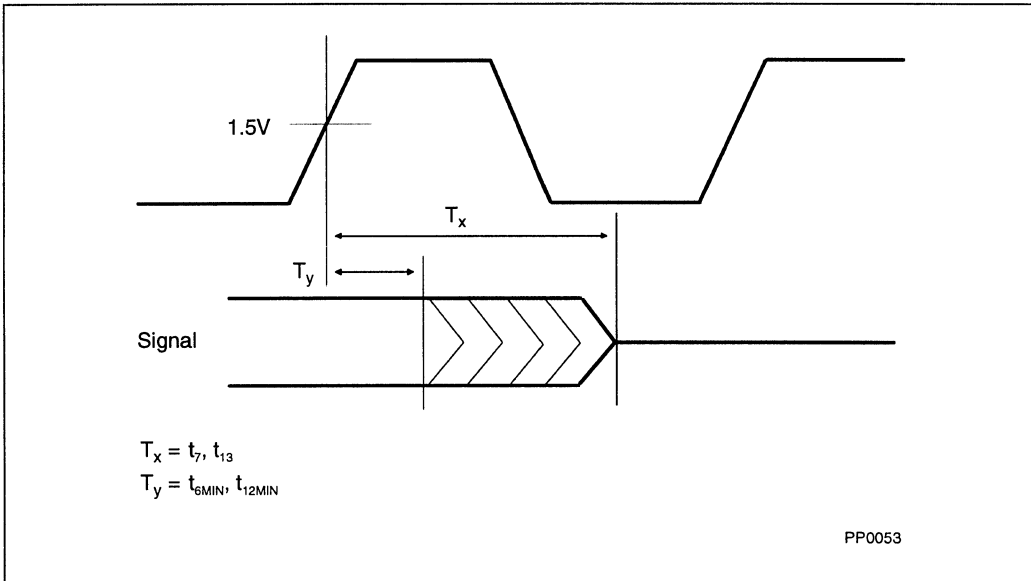 1.5V
Tx
Ty
Signal
Tx = t7, t13
Ty = t6MIN, t12MIN
PP0053